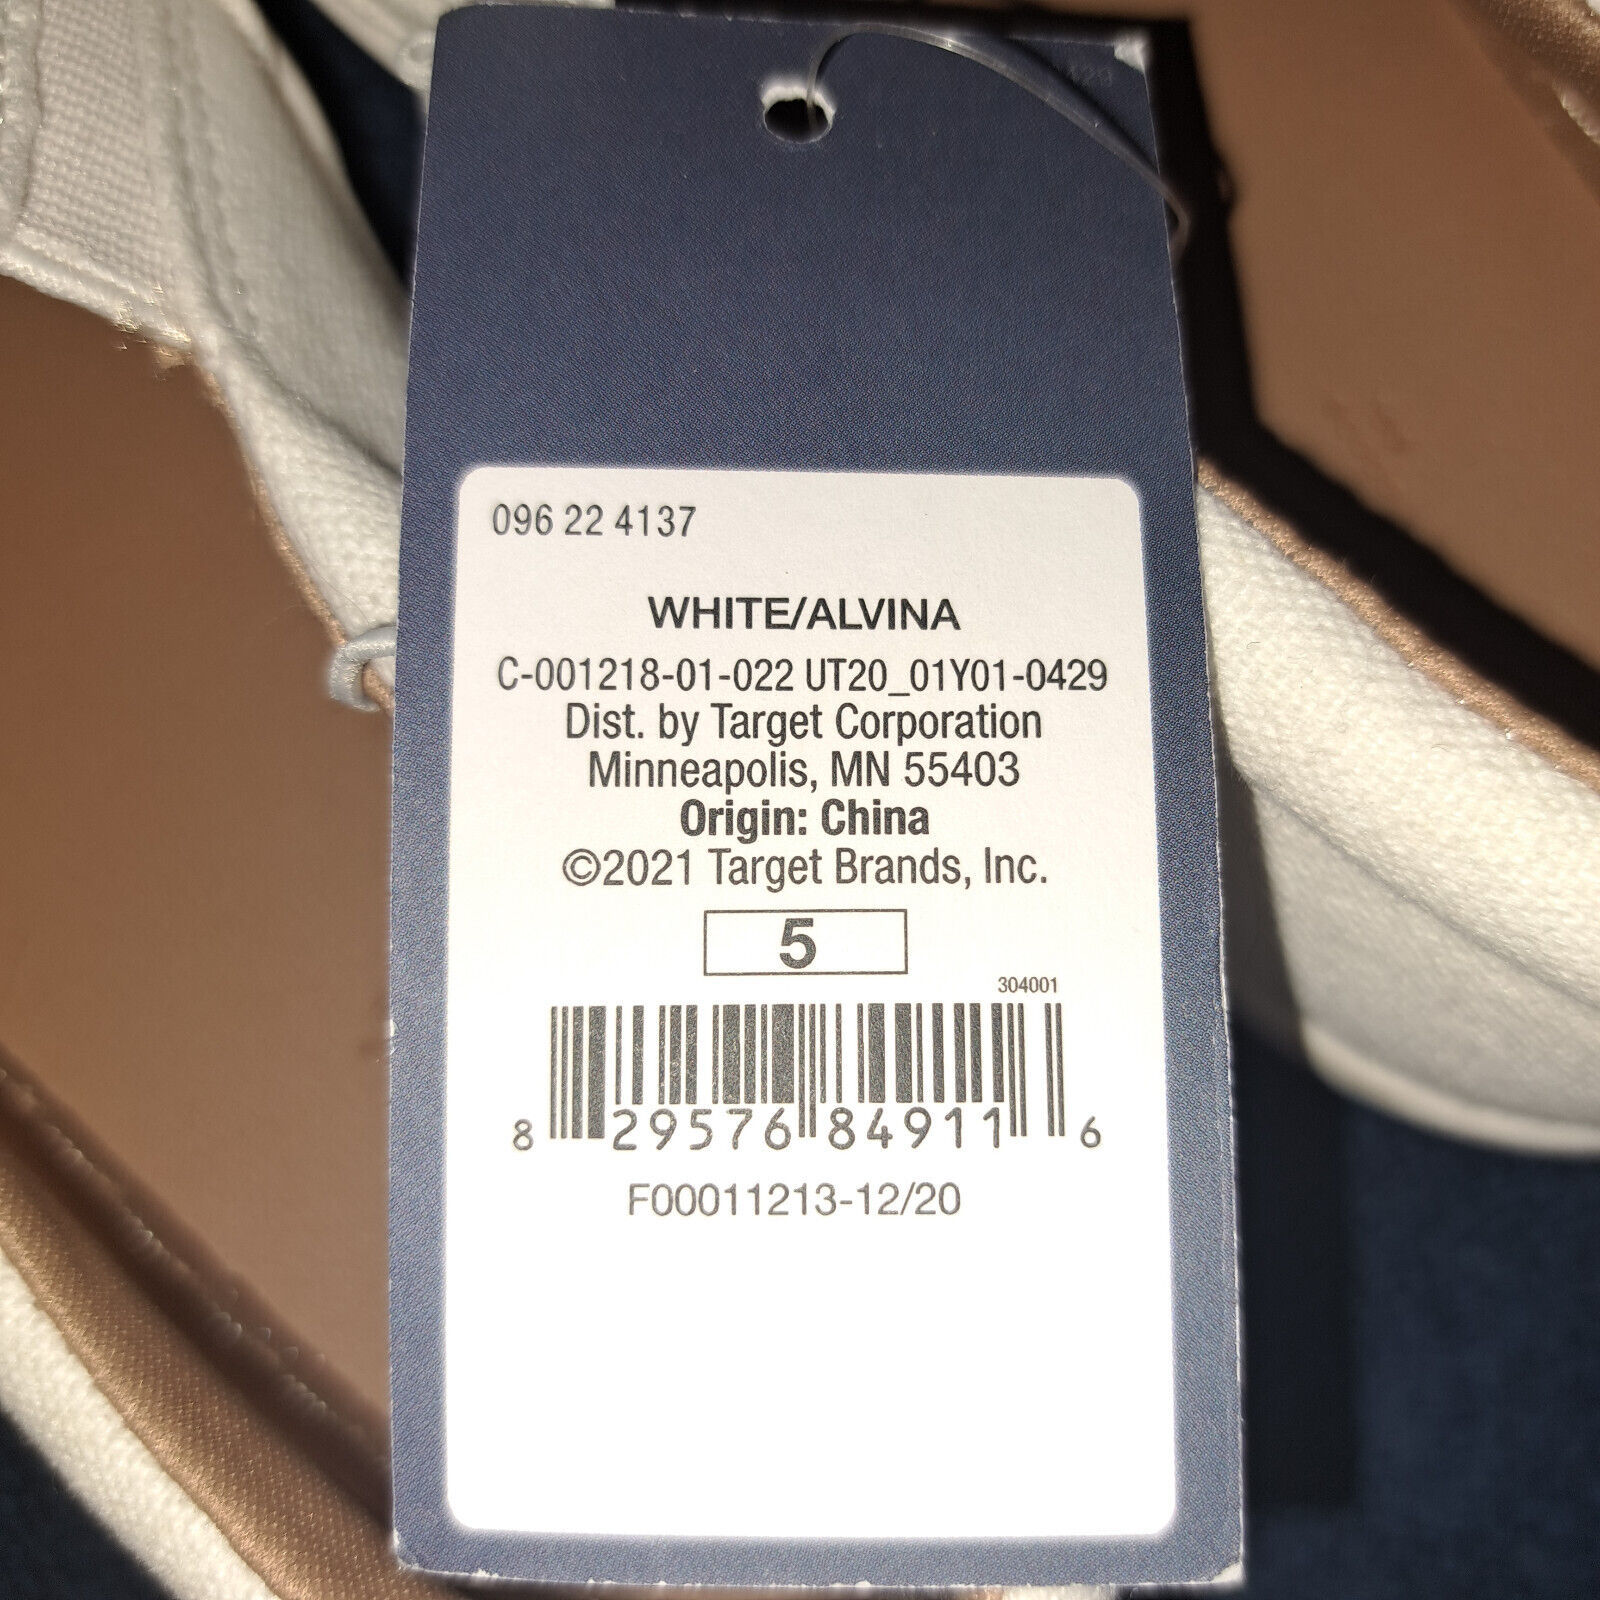 096 22 4137
WHITE/ALVINA
C-001218-01-022 UT20_01Y01-0429
Dist. by Target Corporation
Minneapolis, MN 55403
Origin: China
©2021 Target Brands, Inc.
5
304001
8 29576 84911 6
F00011213-12/20